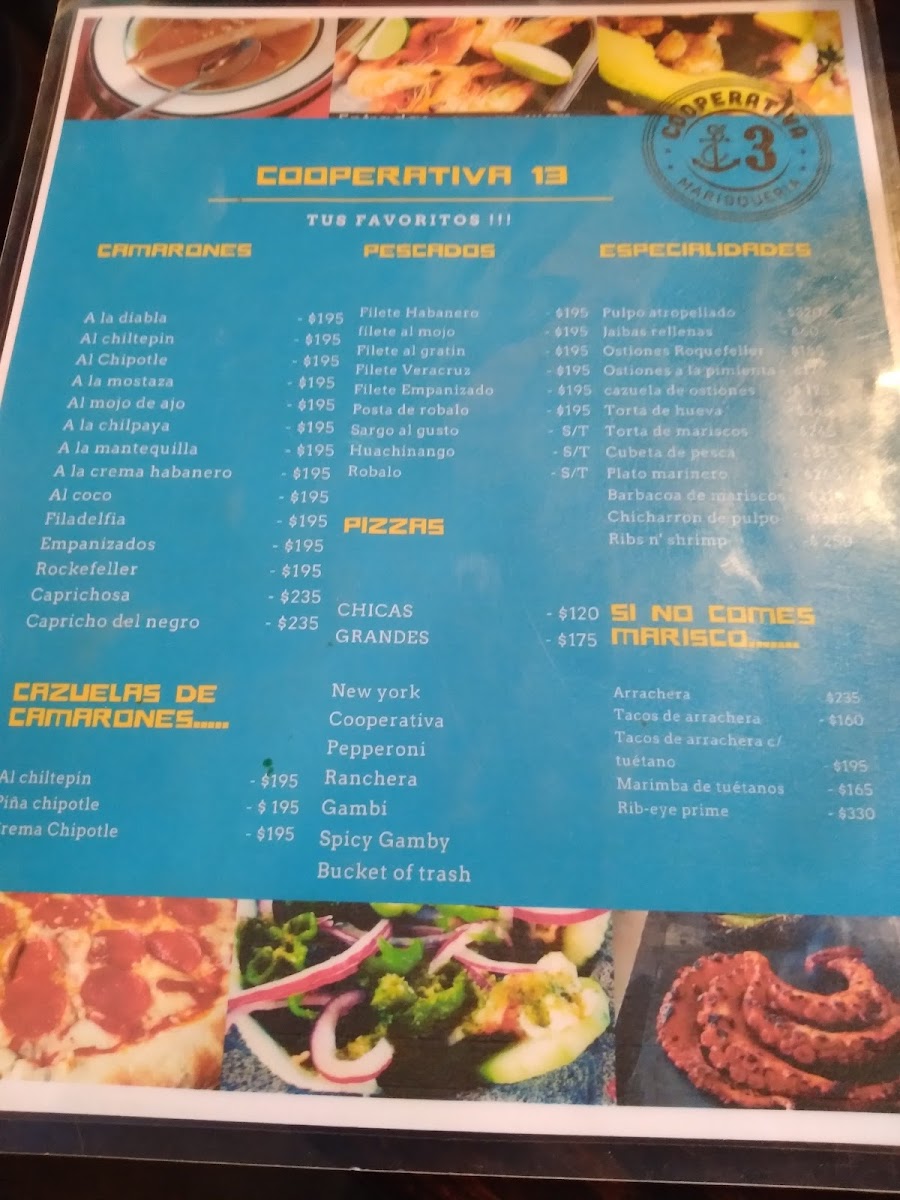 COOPERATIVA
3
MARISQUERIA
COOPERATIVA 13
TUS FAVORITOS !!!
CAMARONES
A la diabla - $195
Al chiltepin - $195
Al Chipotle - $195
A la mostaza - $195
Al mojo de ajo - $195
A la chilpaya - $195
A la mantequilla - $195
A la crema habanero - $195
Al coco - $195
Filadelfia - $195
Empanizados - $195
Rockefeller - $195
Caprichosa - $235
Capricho del negro - $235
CAZUELAS DE
CAMARONES.....
Al chiltepin - $195
Piña chipotle - $ 195
Crema Chipotle - $195
PESCADOS
Filete Habanero - $195
filete al mojo - $195
Filete al gratin - $195
Filete Veracruz - $195
Filete Empanizado - $195
Posta de robalo - $195
Sargo al gusto - S/T
Huachinango - S/T
Robalo - S/T
PIZZAS
CHICAS - $120
GRANDES - $175
New york
Cooperativa
Pepperoni
Ranchera
Gambi
Spicy Gamby
Bucket of trash
ESPECIALIDADES
Pulpo atropellado
Jaibas rellenas
Ostiones Roquefeller
Ostiones a la pimienta
cazuela de ostiones
Torta de hueva
Torta de mariscos
Cubeta de pesca
Plato marinero
Barbacoa de mariscos
Chicharron de pulpo
Ribs n' shrimp -$ 250
SI NO COMES
MARISCO.......
Arrachera $235
Tacos de arrachera - $160
Tacos de arrachera c/
tuétano - $195
Marimba de tuétanos - $165
Rib-eye prime - $330